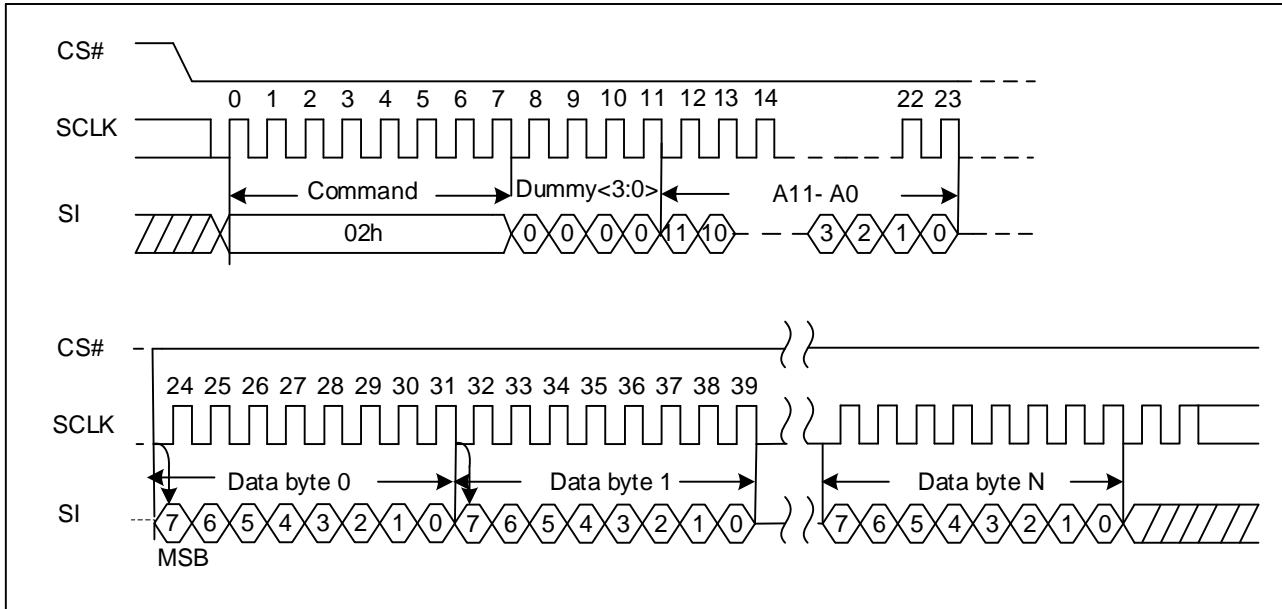 CS#
0 1 2 3 4 5 6 7 8 9 10 11 12 13 14 22 23
SCLK
Command Dummy<3:0> A11- A0
SI
02h 0 0 0 0 11 10 3 2 1 0
CS#
24 25 26 27 28 29 30 31 32 33 34 35 36 37 38 39
SCLK
Data byte 0 Data byte 1 Data byte N
SI
7 6 5 4 3 2 1 0 7 6 5 4 3 2 1 0 7 6 5 4 3 2 1 0
MSB